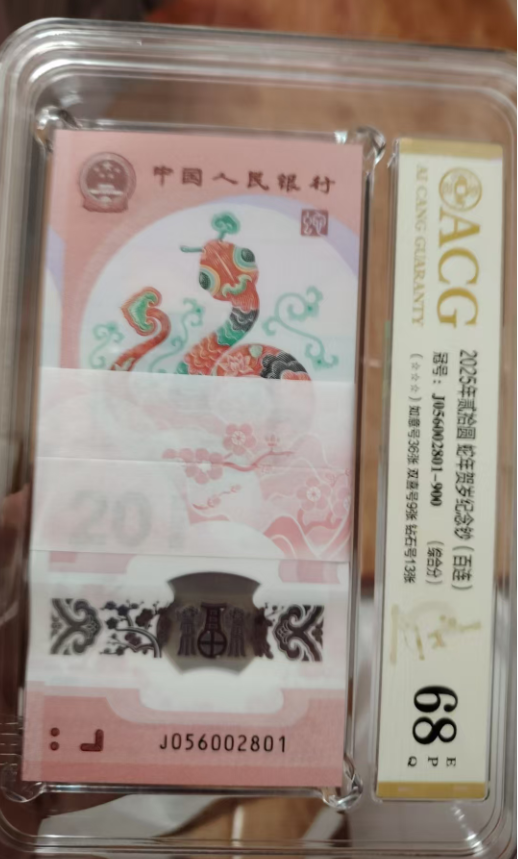 中国人民银行
20
J056002801
ACG
AI CANG GUARANTY
2025年贰拾圆 蛇年贺岁纪念钞（百连）
冠号：J056002801-900 （综合分）
（☆☆☆）如意号36张 双喜号9张 钻石号13张
68
E
P
Q